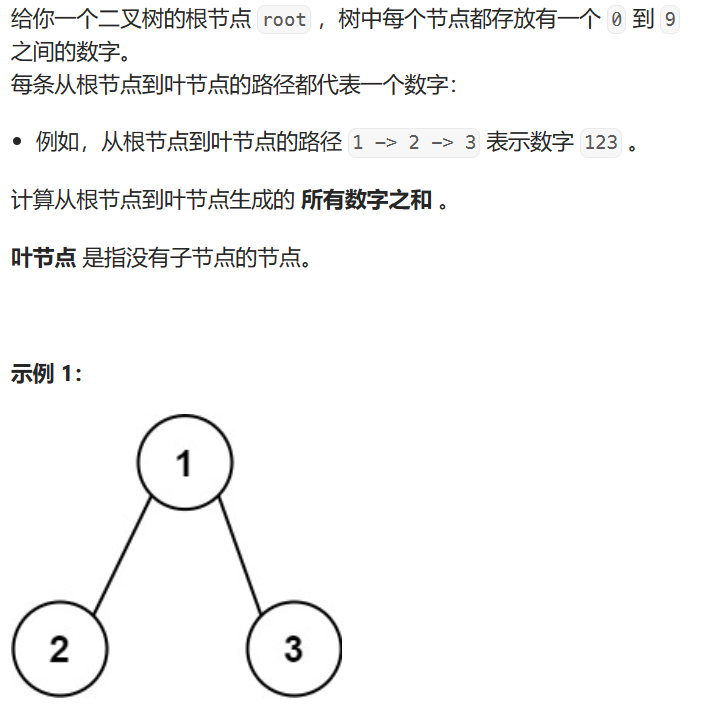 给你一个二叉树的根节点 root ，树中每个节点都存放有一个 0 到 9
之间的数字。
每条从根节点到叶节点的路径都代表一个数字：
• 例如，从根节点到叶节点的路径 1 -> 2 -> 3 表示数字 123 。
计算从根节点到叶节点生成的 所有数字之和 。
叶节点 是指没有子节点的节点。
示例 1：
1
2 3